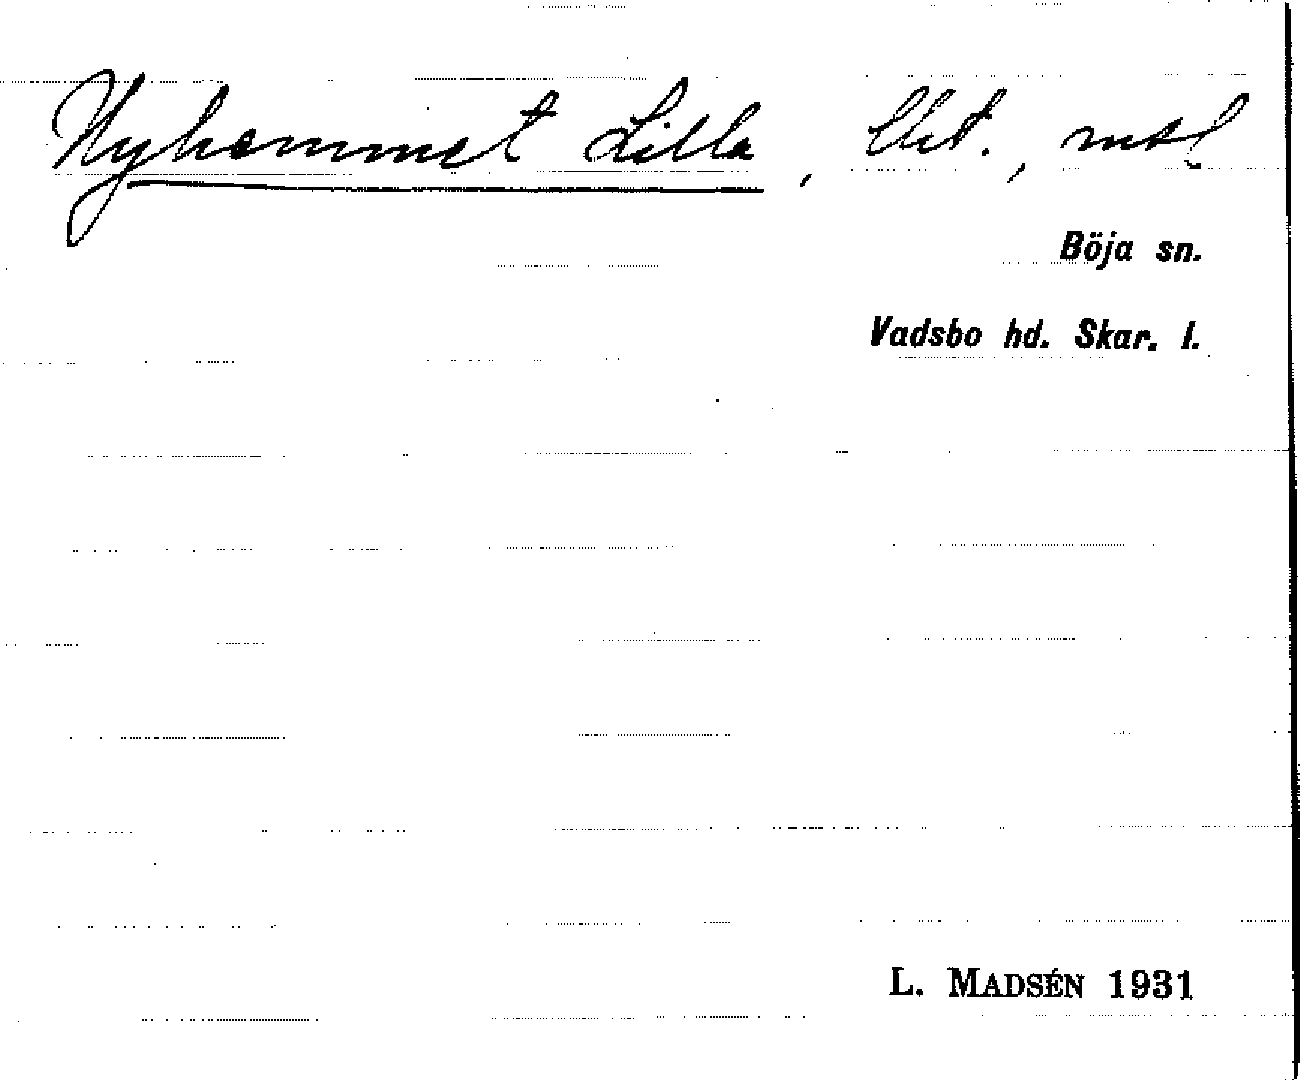 Nyhemmet Lilla, lht., mtl
Böja sn.
Vadsbo hd. Skar. l.
L. MADSÉN 1931